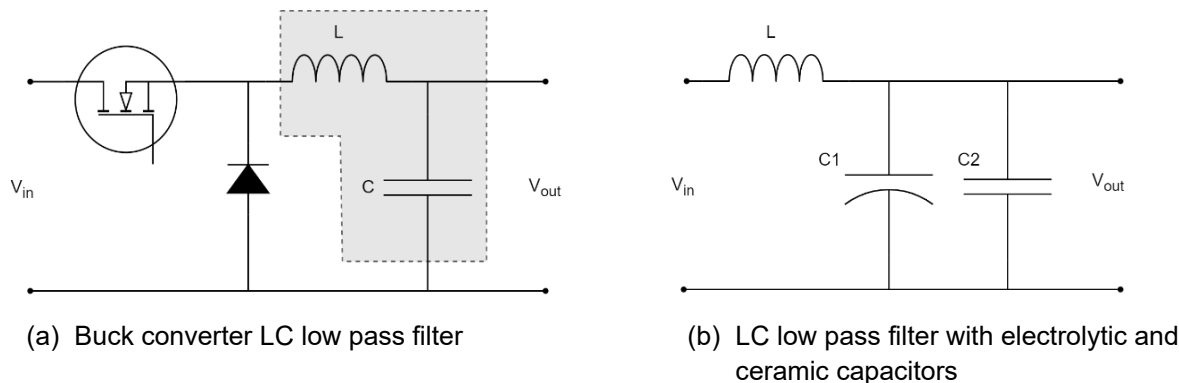 L
C
V_in
V_out
(a) Buck converter LC low pass filter
L
C1
C2
V_in
V_out
(b) LC low pass filter with electrolytic and
ceramic capacitors